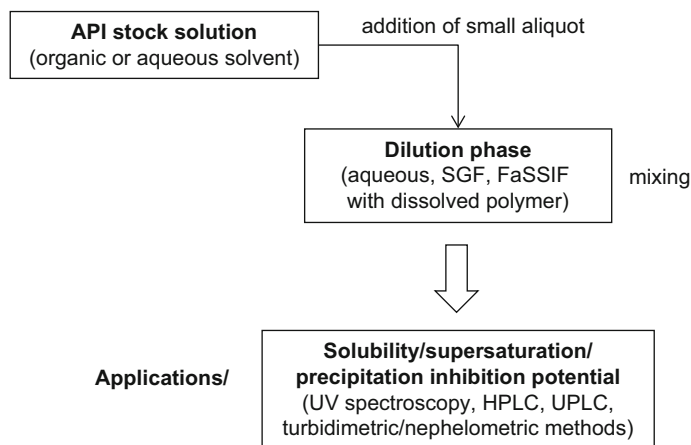 API stock solution
(organic or aqueous solvent)
addition of small aliquot
Dilution phase
(aqueous, SGF, FaSSIF
with dissolved polymer)
mixing
Applications/
Solubility/supersaturation/
precipitation inhibition potential
(UV spectroscopy, HPLC, UPLC,
turbidimetric/nephelometric methods)